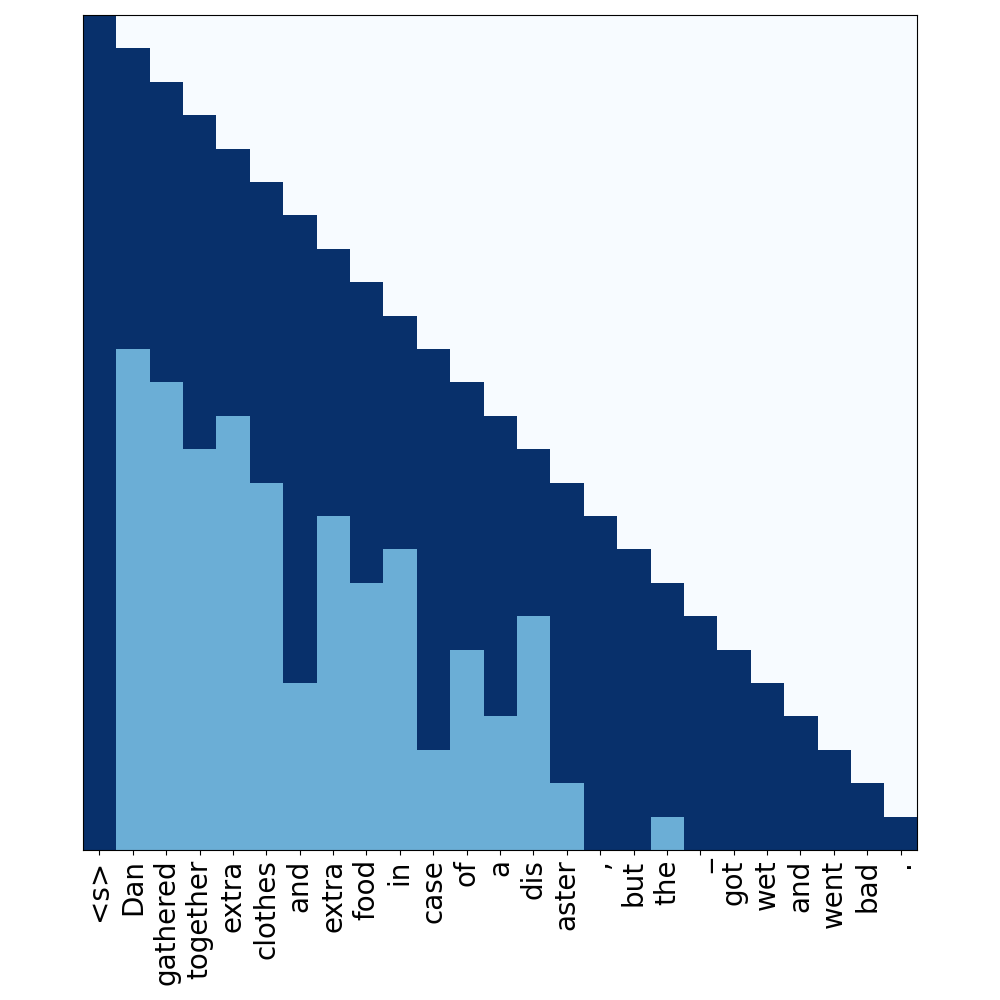 <s>
Dan
gathered
together
extra
clothes
and
extra
food
in
case
of
a
dis
aster
,
but
the
_
got
wet
and
went
bad
.